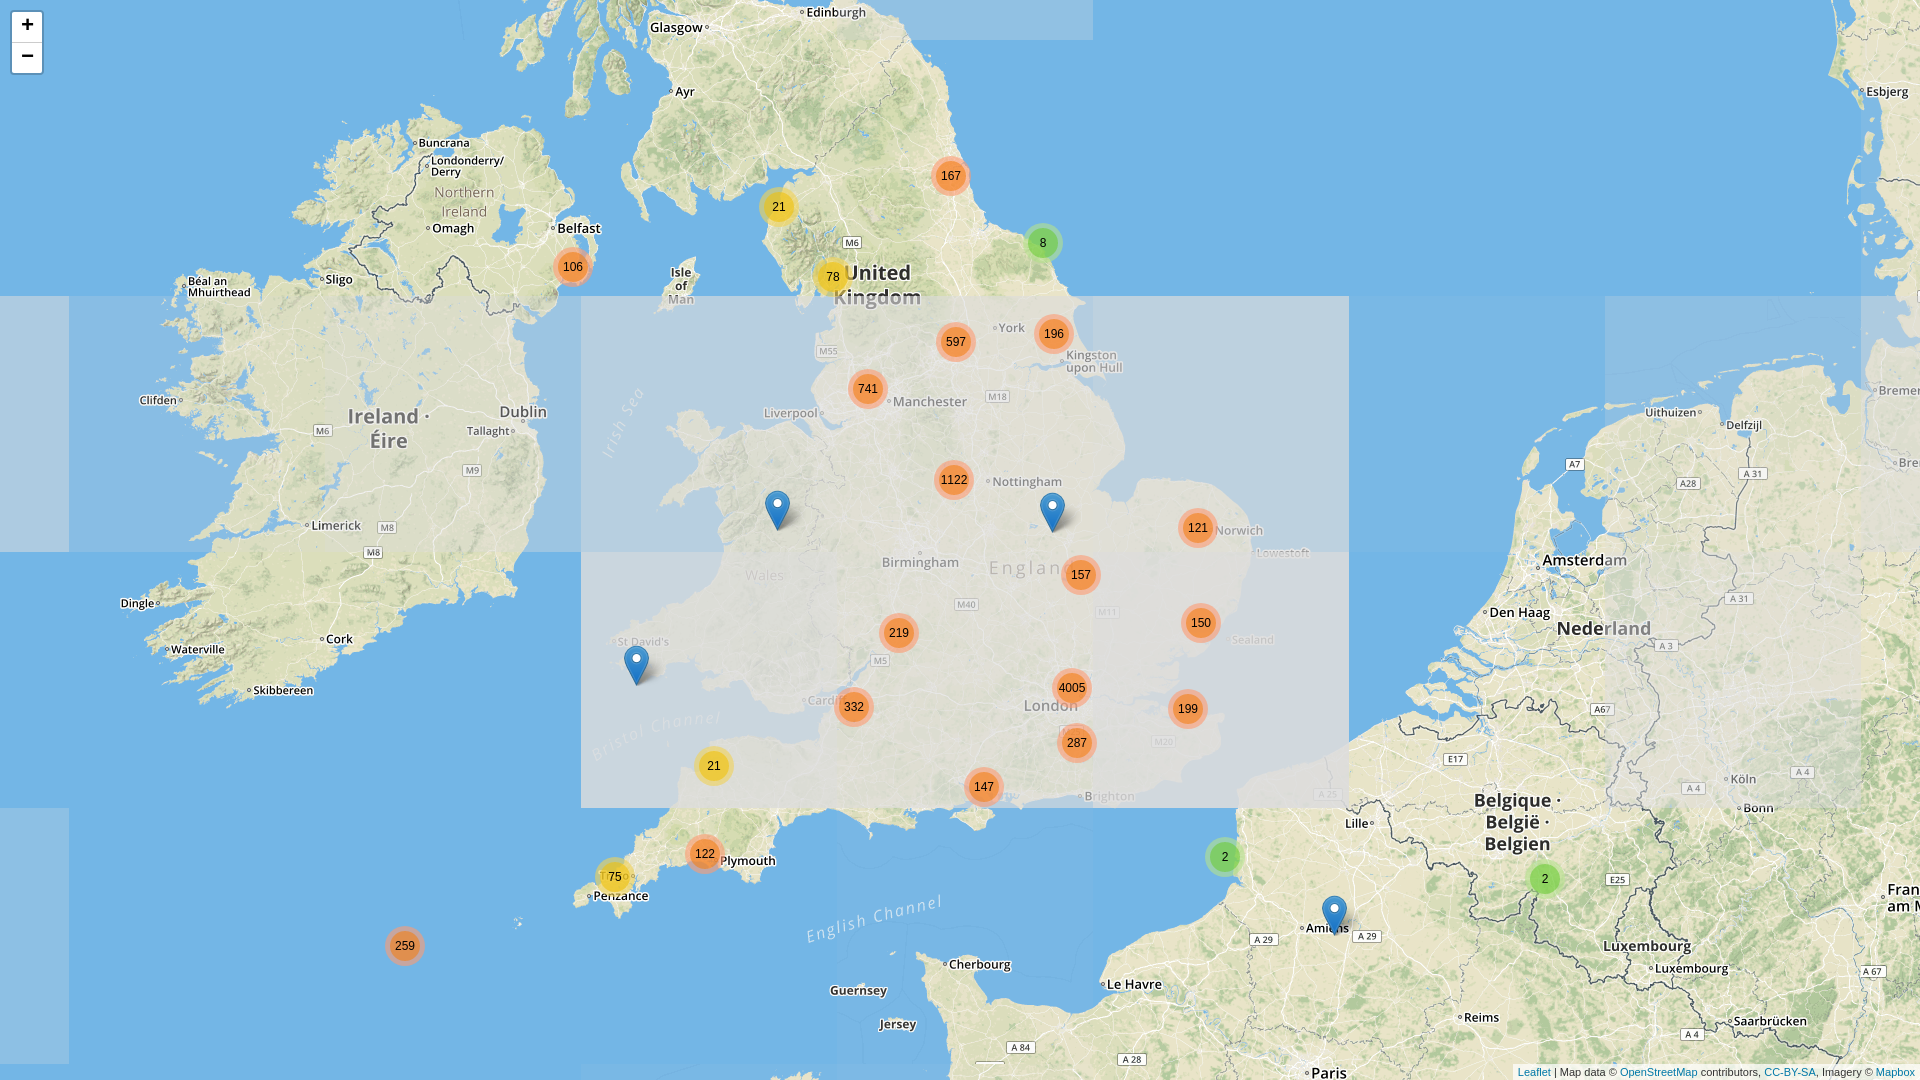 +
−
Glasgow
Edinburgh
Ayr
Esbjerg
Buncrana
Londonderry/
Derry
Northern
Ireland
Omagh
Belfast
167
21
8
M6
106
78
United
Kingdom
Isle
of
Man
Sligo
Béal an
Mhuirthead
York
196
597
M55
Kingston
upon Hull
741
Manchester
M18
Liverpool
Irish Sea
Clifden
Ireland ·
Éire
Dublin
Tallaght
M6
M9
Bremer
Uithuizen
Delfzijl
A7
A 31
A28
Bre
1122
Nottingham
Limerick
M8
M8
121
Norwich
Lowestoft
Birmingham
Englan
157
Wales
Amsterdam
Dingle
M40
M11
Den Haag
A 31
Nederland
Cork
Waterville
219
150
Sealand
St David's
M5
A 3
Skibbereen
4005
London
Cardiff
332
199
A67
Bristol Channel
287
M20
E17
21
147
Brighton
A 25
Köln
A 4
A 4
Bonn
Belgique ·
België ·
Belgien
Lille
122
Plymouth
75
Penzance
2
2
E25
Fran
am M
English Channel
Amiens
A 29
A 29
259
Luxembourg
Luxembourg
A 67
Cherbourg
Le Havre
Guernsey
Jersey
Reims
Saarbrücken
A 84
A 28
A 4
Paris
Leaflet | Map data © OpenStreetMap contributors, CC-BY-SA, Imagery © Mapbox